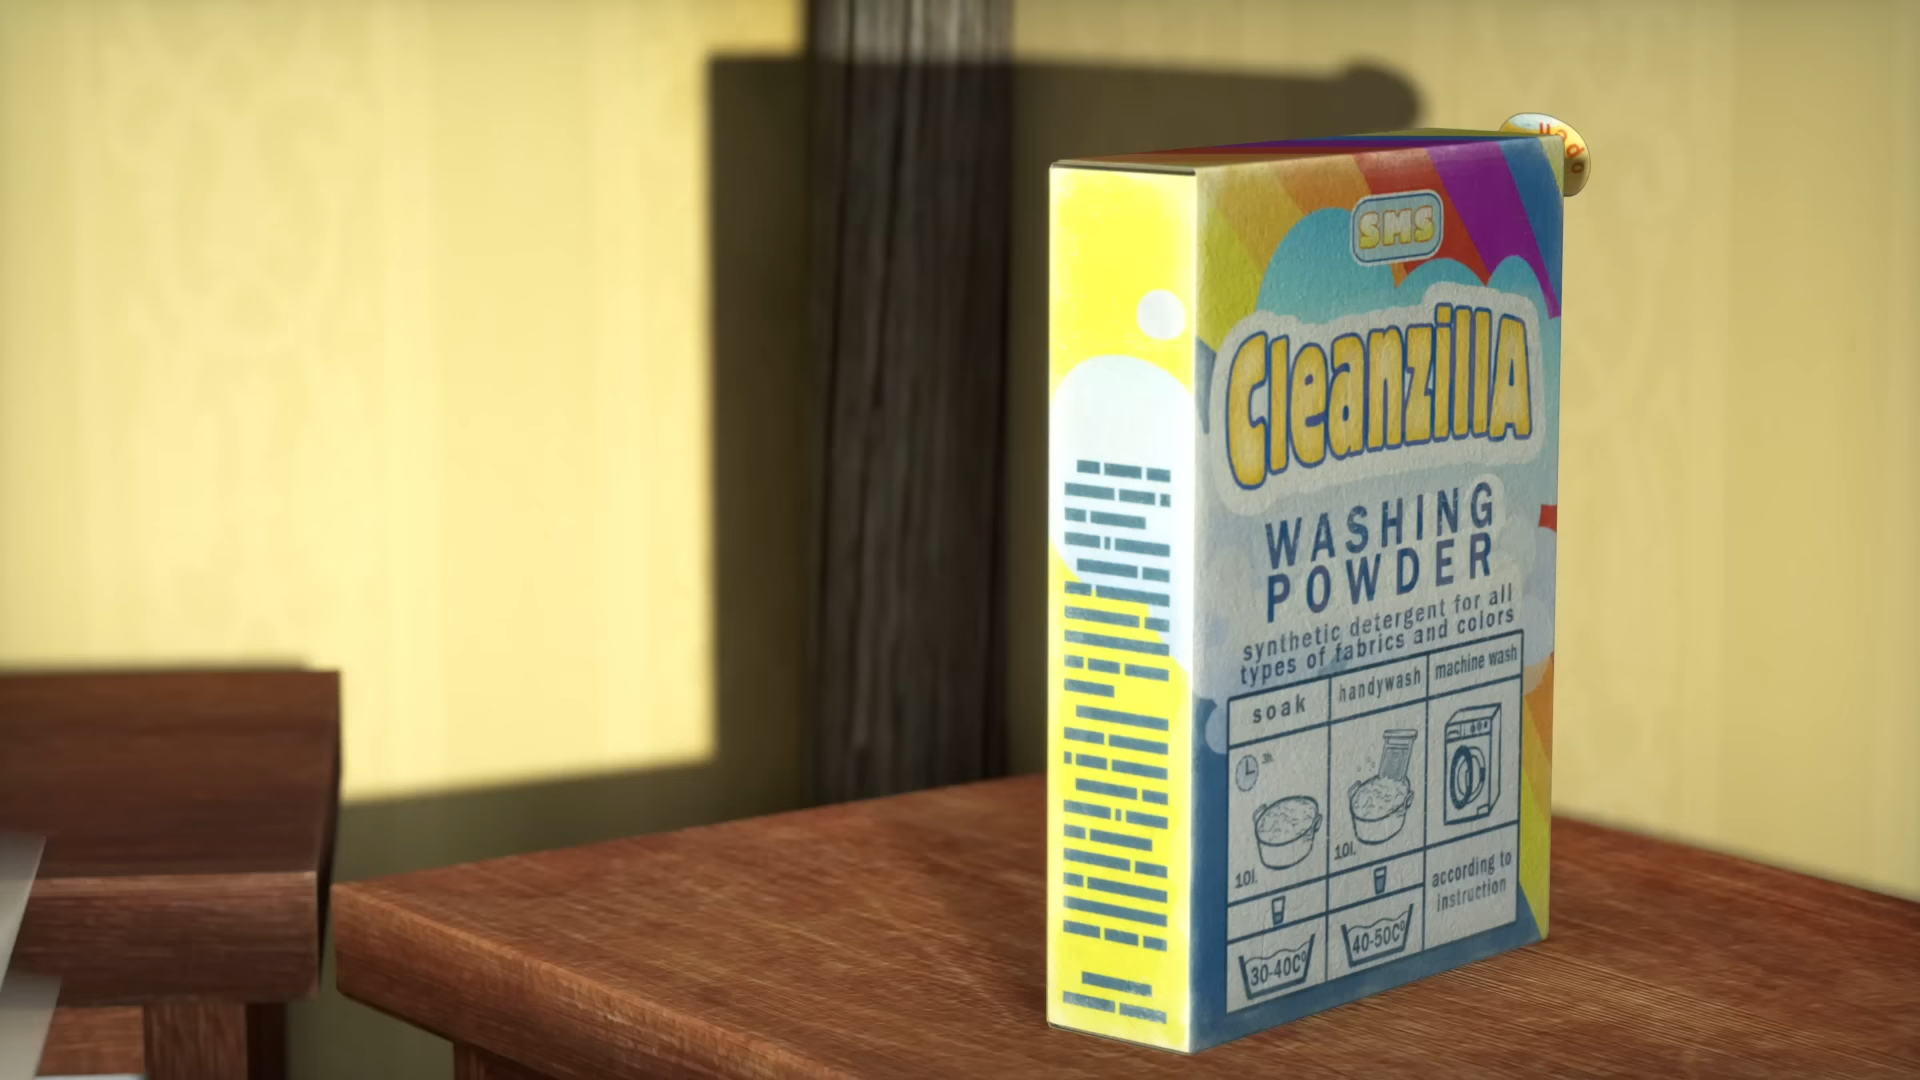 SMS
CleanzillA
WASHING
POWDER
synthetic detergent for all
types of fabrics and colors
soak
handywash
machine wash
3h.
10l.
10l.
according to
instruction
30-40C°
40-50C°